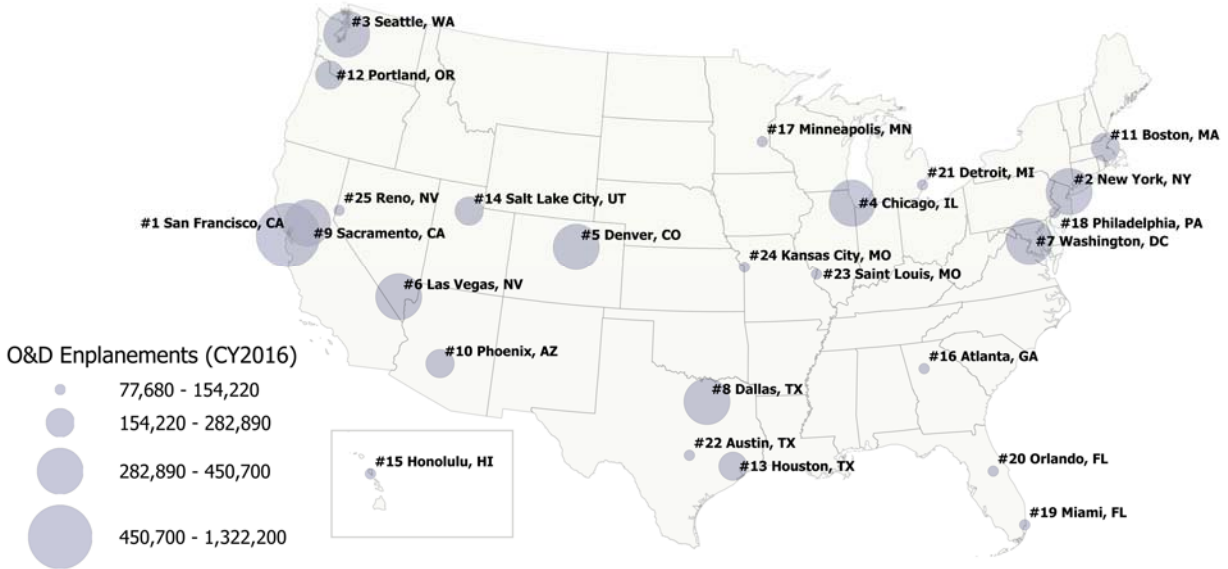 #3 Seattle, WA
#12 Portland, OR
#17 Minneapolis, MN
#11 Boston, MA
#21 Detroit, MI
#2 New York, NY
#25 Reno, NV
#14 Salt Lake City, UT
#4 Chicago, IL
#1 San Francisco, CA
#9 Sacramento, CA
#5 Denver, CO
#18 Philadelphia, PA
#7 Washington, DC
#24 Kansas City, MO
#23 Saint Louis, MO
#6 Las Vegas, NV
#10 Phoenix, AZ
#16 Atlanta, GA
#8 Dallas, TX
#22 Austin, TX
#13 Houston, TX
#15 Honolulu, HI
#20 Orlando, FL
#19 Miami, FL
O&D Enplanements (CY2016)
77,680 - 154,220
154,220 - 282,890
282,890 - 450,700
450,700 - 1,322,200